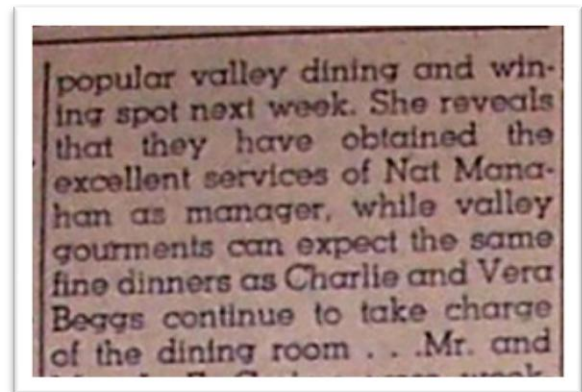 popular valley dining and win-
ing spot next week. She reveals
that they have obtained the
excellent services of Nat Mana-
han as manager, while valley
gourments can expect the same
fine dinners as Charlie and Vera
Beggs continue to take charge
of the dining room . . .Mr. and